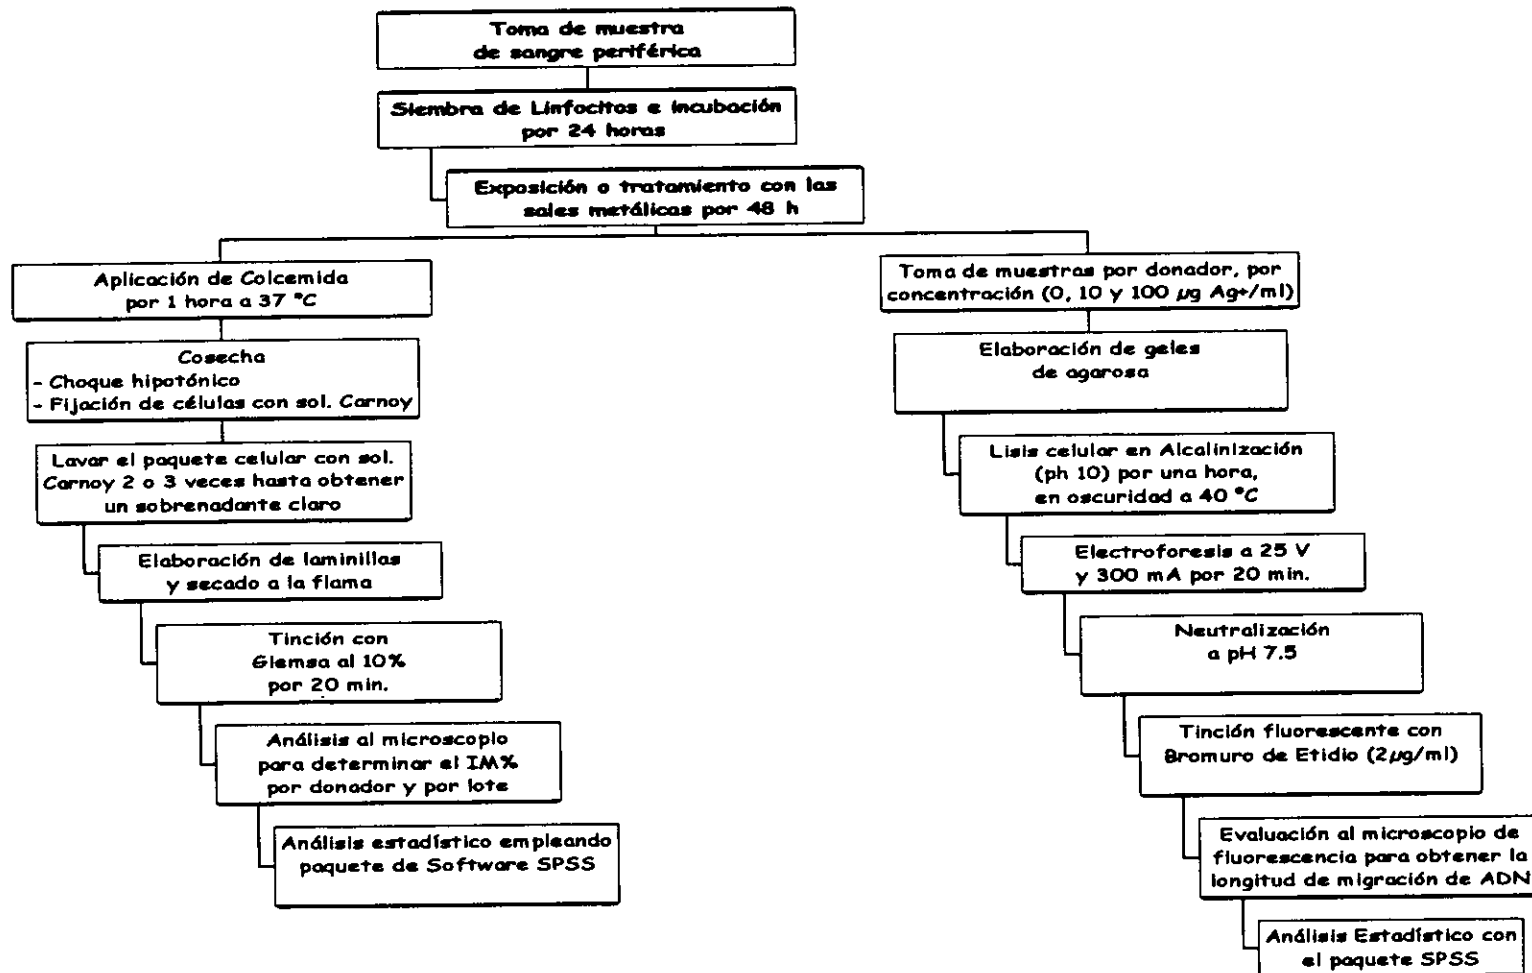 Toma de muestra
de sangre periférica
Siembra de Linfocitos e incubación
por 24 horas
Exposición o tratamiento con las
sales metálicas por 48 h
Aplicación de Colcemida
por 1 hora a 37 °C
Cosecha
- Choque hipotónico
- Fijación de células con sol. Carnoy
Lavar el paquete celular con sol.
Carnoy 2 o 3 veces hasta obtener
un sobrenadante claro
Elaboración de laminillas
y secado a la flama
Tinción con
Giemsa al 10%
por 20 min.
Análisis al microscopio
para determinar el IM%
por donador y por lote
Análisis estadístico empleando
paquete de Software SPSS
Toma de muestras por donador, por
concentración (0, 10 y 100 µg Ag+/ml)
Elaboración de geles
de agarosa
Lisis celular en Alcalinización
(ph 10) por una hora,
en oscuridad a 40 °C
Electroforesis a 25 V
y 300 mA por 20 min.
Neutralización
a pH 7.5
Tinción fluorescente con
Bromuro de Etidio (2µg/ml)
Evaluación al microscopio de
fluorescencia para obtener la
longitud de migración de ADN
Análisis Estadístico con
el paquete SPSS